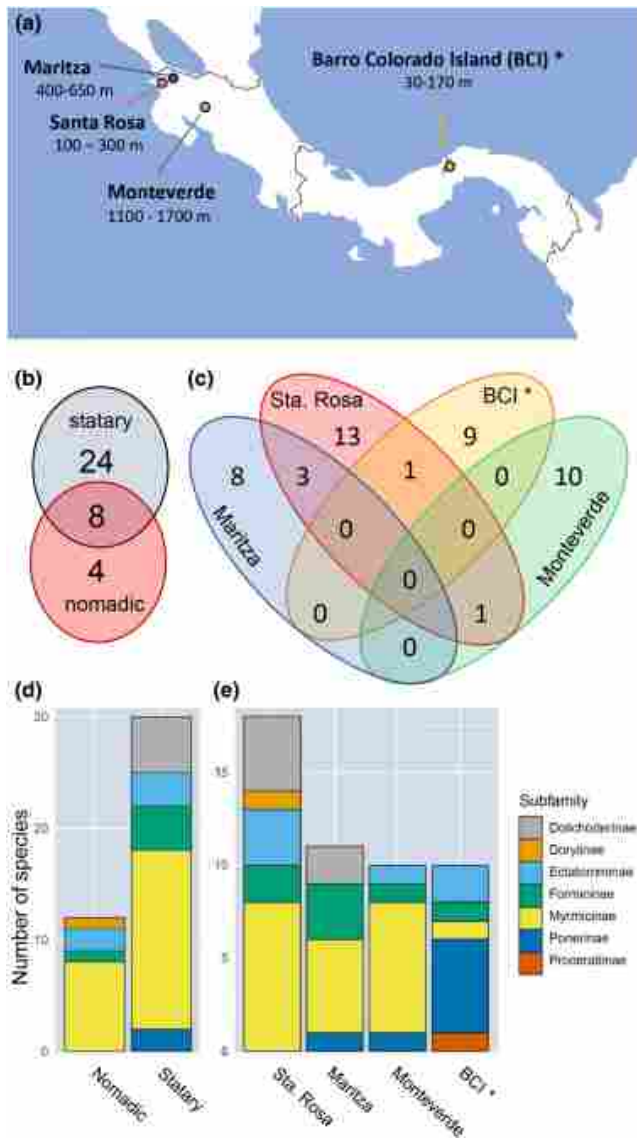 (a)
Maritza
400-650 m
Santa Rosa
100 – 300 m
Monteverde
1100 - 1700 m
Barro Colorado Island (BCI) *
30-170 m
(b)
statary
24
8
4
nomadic
(c)
Sta. Rosa
BCI *
13
9
8
3
1
0
10
Maritza
0
0
Monteverde
0
0
1
0
(d)
(e)
Number of species
30
20
10
0
15
10
5
0
Nomadic
Statary
Sta. Rosa
Maritza
Monteverde
BCI *
Subfamily
Dolichoderinae
Dorylinae
Ectatomminae
Formicinae
Myrmicinae
Ponerinae
Proceratiinae